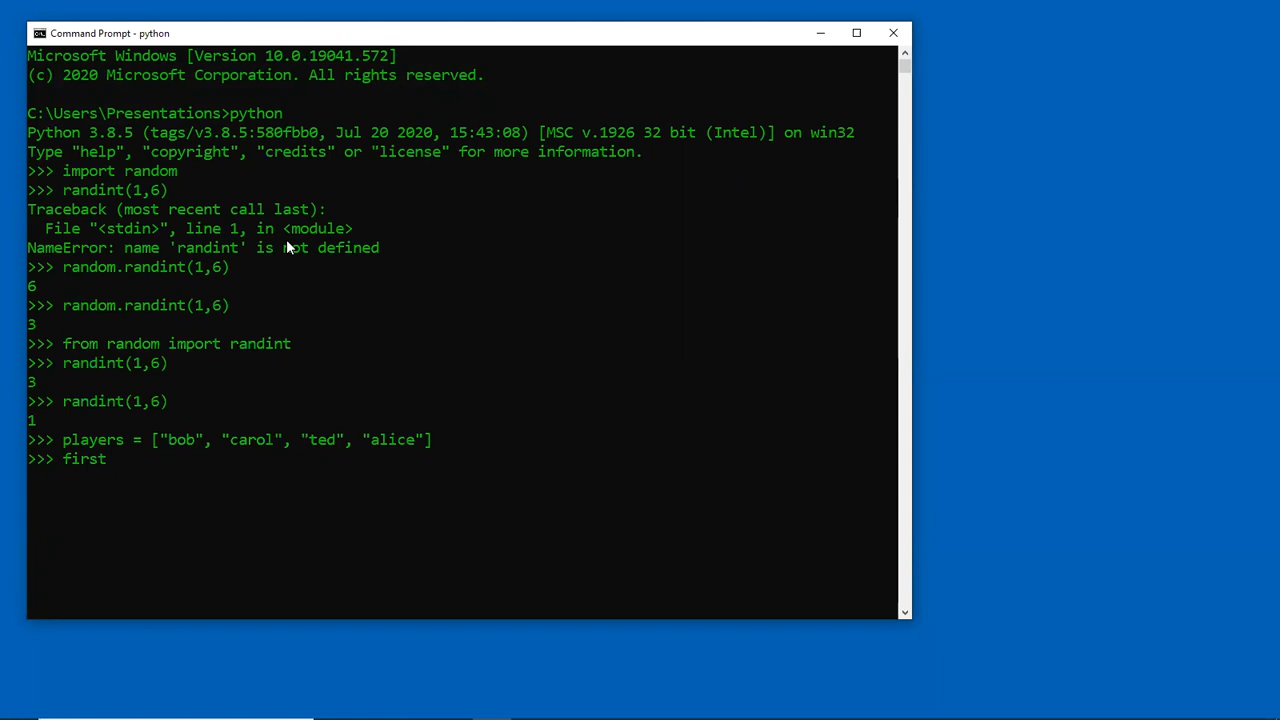 Command Prompt - python
Microsoft Windows [Version 10.0.19041.572]
(c) 2020 Microsoft Corporation. All rights reserved.
C:\Users\Presentations>python
Python 3.8.5 (tags/v3.8.5:580fbb0, Jul 20 2020, 15:43:08) [MSC v.1926 32 bit (Intel)] on win32
Type "help", "copyright", "credits" or "license" for more information.
>>> import random
>>> randint(1,6)
Traceback (most recent call last):
  File "<stdin>", line 1, in <module>
NameError: name 'randint' is not defined
>>> random.randint(1,6)
6
>>> random.randint(1,6)
3
>>> from random import randint
>>> randint(1,6)
3
>>> randint(1,6)
1
>>> players = ["bob", "carol", "ted", "alice"]
>>> first